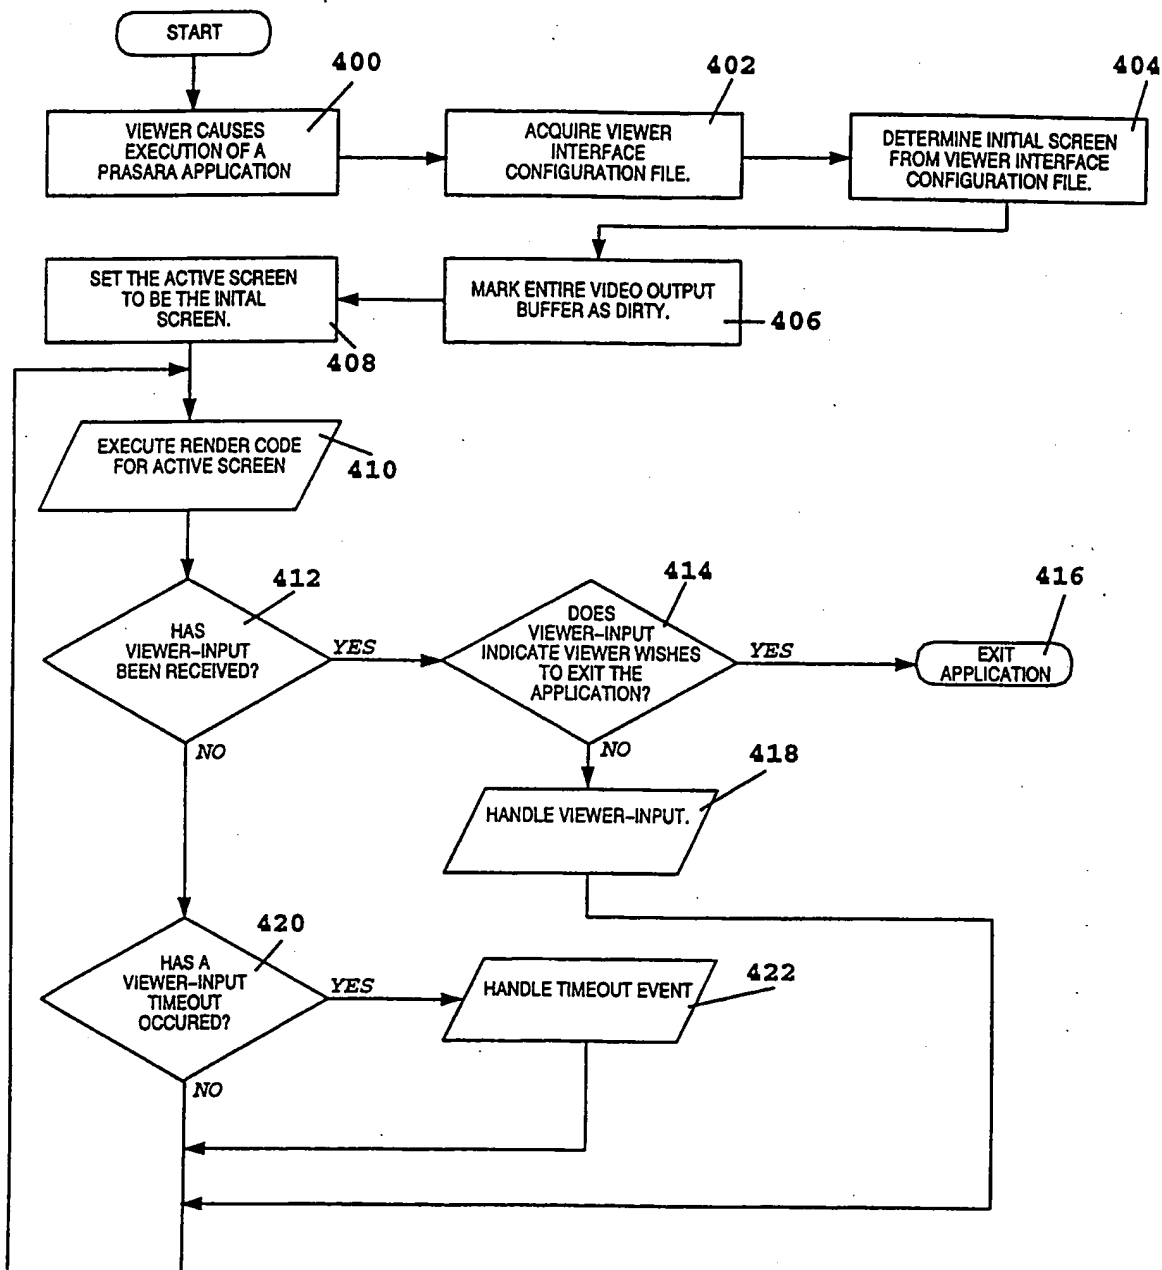 START
400
VIEWER CAUSES
EXECUTION OF A
PRASARA APPLICATION
402
ACQUIRE VIEWER
INTERFACE
CONFIGURATION FILE.
404
DETERMINE INITIAL SCREEN
FROM VIEWER INTERFACE
CONFIGURATION FILE.
SET THE ACTIVE SCREEN
TO BE THE INITAL
SCREEN.
408
MARK ENTIRE VIDEO OUTPUT
BUFFER AS DIRTY.
406
EXECUTE RENDER CODE
FOR ACTIVE SCREEN
410
412
HAS
VIEWER-INPUT
BEEN RECEIVED?
YES
NO
414
DOES
VIEWER-INPUT
INDICATE VIEWER WISHES
TO EXIT THE
APPLICATION?
YES
NO
416
EXIT
APPLICATION
418
HANDLE VIEWER-INPUT.
420
HAS A
VIEWER-INPUT
TIMEOUT
OCCURED?
YES
NO
422
HANDLE TIMEOUT EVENT